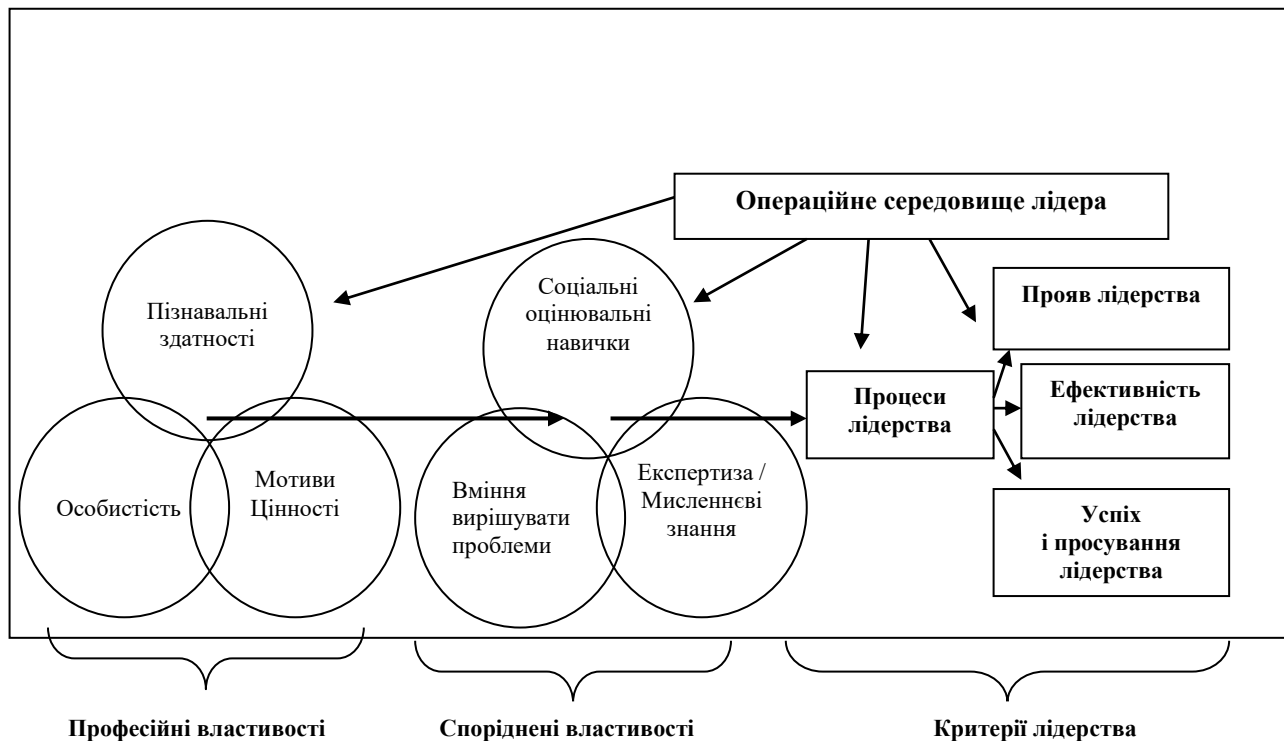 Операційне середовище лідера
Пізнавальні
здатності
Особистість
Мотиви
Цінності
Соціальні
оцінювальні
навички
Вміння
вирішувати
проблеми
Експертиза /
Мисленнєві
знання
Процеси
лідерства
Прояв лідерства
Ефективність
лідерства
Успіх
і просування
лідерства
Професійні властивості
Споріднені властивості
Критерії лідерства